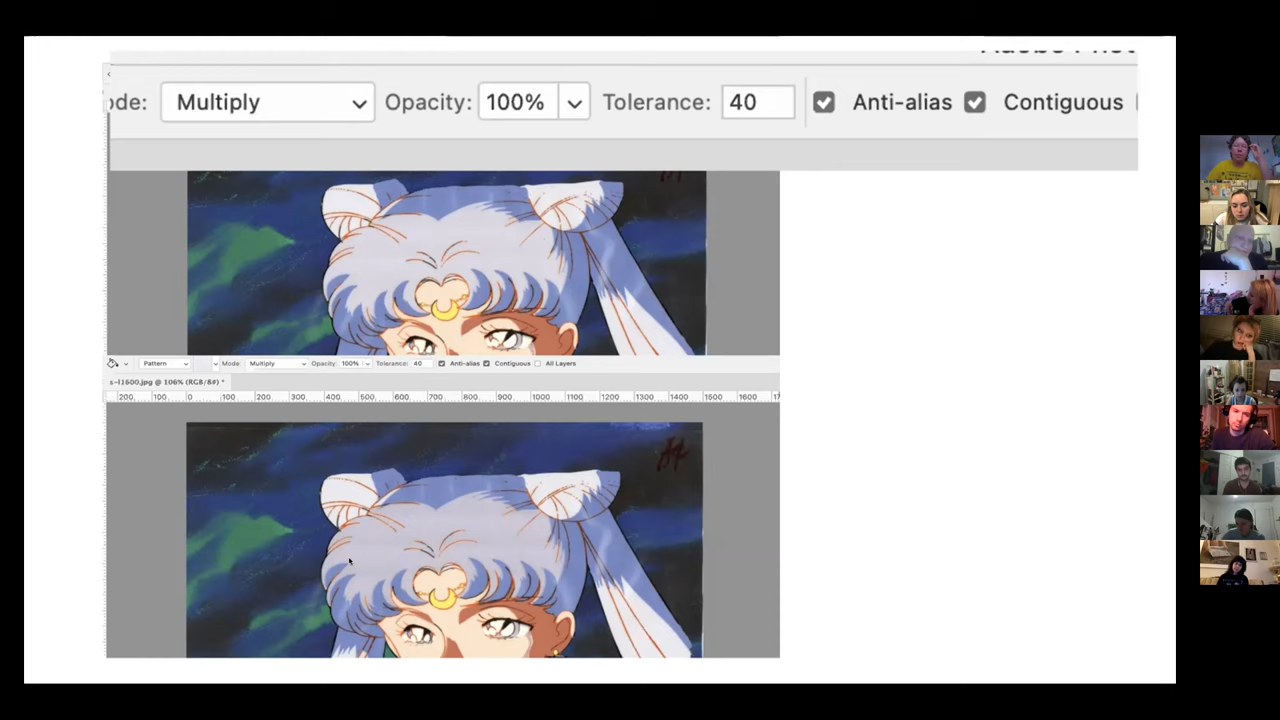 ode: Multiply Opacity: 100% Tolerance: 40 Anti-alias Contiguous
Pattern Mode: Multiply Opacity: 100% Tolerance: 40 Anti-alias Contiguous All Layers
s-l1600.jpg @ 106% (RGB/8#) *
200 100 0 100 200 300 400 500 600 700 800 900 1000 1100 1200 1300 1400 1500 1600